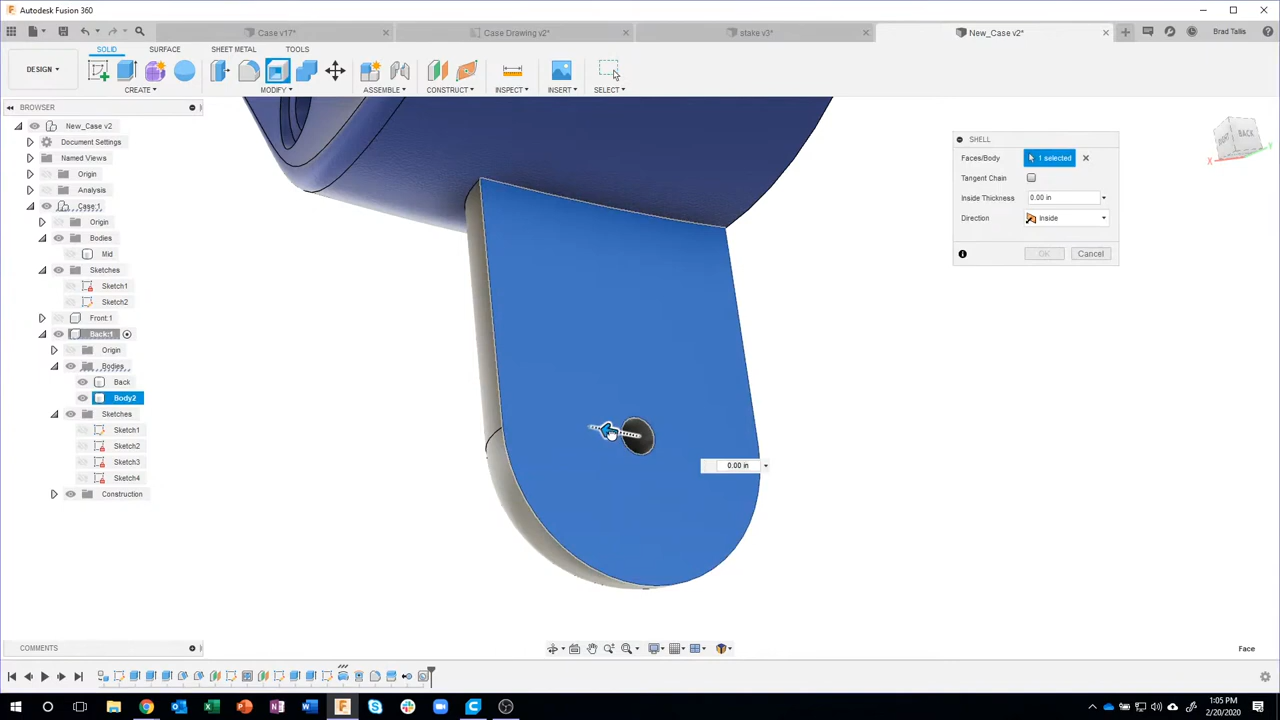 Autodesk Fusion 360
Case v17*
Case Drawing v2*
stake v3*
New_Case v2*
Brad Tallis
SOLID
SURFACE
SHEET METAL
TOOLS
DESIGN
CREATE
MODIFY
ASSEMBLE
CONSTRUCT
INSPECT
INSERT
SELECT
BROWSER
New_Case v2
Document Settings
Named Views
Origin
Analysis
Case:1
Origin
Bodies
Mid
Sketches
Sketch1
Sketch2
Front:1
Back:1
Origin
Bodies
Back
Body2
Sketches
Sketch1
Sketch2
Sketch3
Sketch4
Construction
SHELL
Faces/Body
1 selected
Tangent Chain
Inside Thickness
0.00 in
Direction
Inside
OK
Cancel
0.00 in
BACK
RIGHT
X
Y
COMMENTS
Face
1:05 PM
2/20/2020